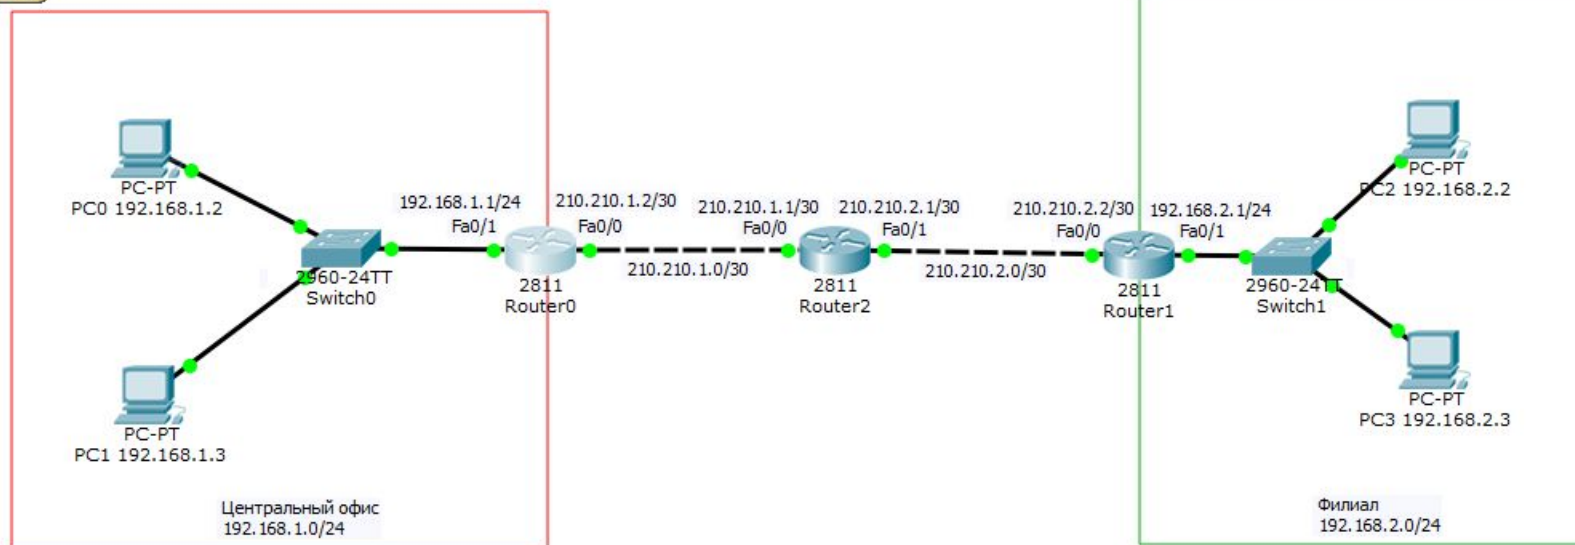 PC-PT
PC0 192.168.1.2
2960-24TT
Switch0
PC-PT
PC1 192.168.1.3
Центральный офис
192.168.1.0/24
192.168.1.1/24
Fa0/1
210.210.1.2/30
Fa0/0
2811
Router0
210.210.1.0/30
210.210.1.1/30
Fa0/0
210.210.2.1/30
Fa0/1
2811
Router2
210.210.2.0/30
210.210.2.2/30
Fa0/0
192.168.2.1/24
Fa0/1
2811
Router1
2960-24TT
Switch1
PC-PT
PC2 192.168.2.2
PC-PT
PC3 192.168.2.3
Филиал
192.168.2.0/24